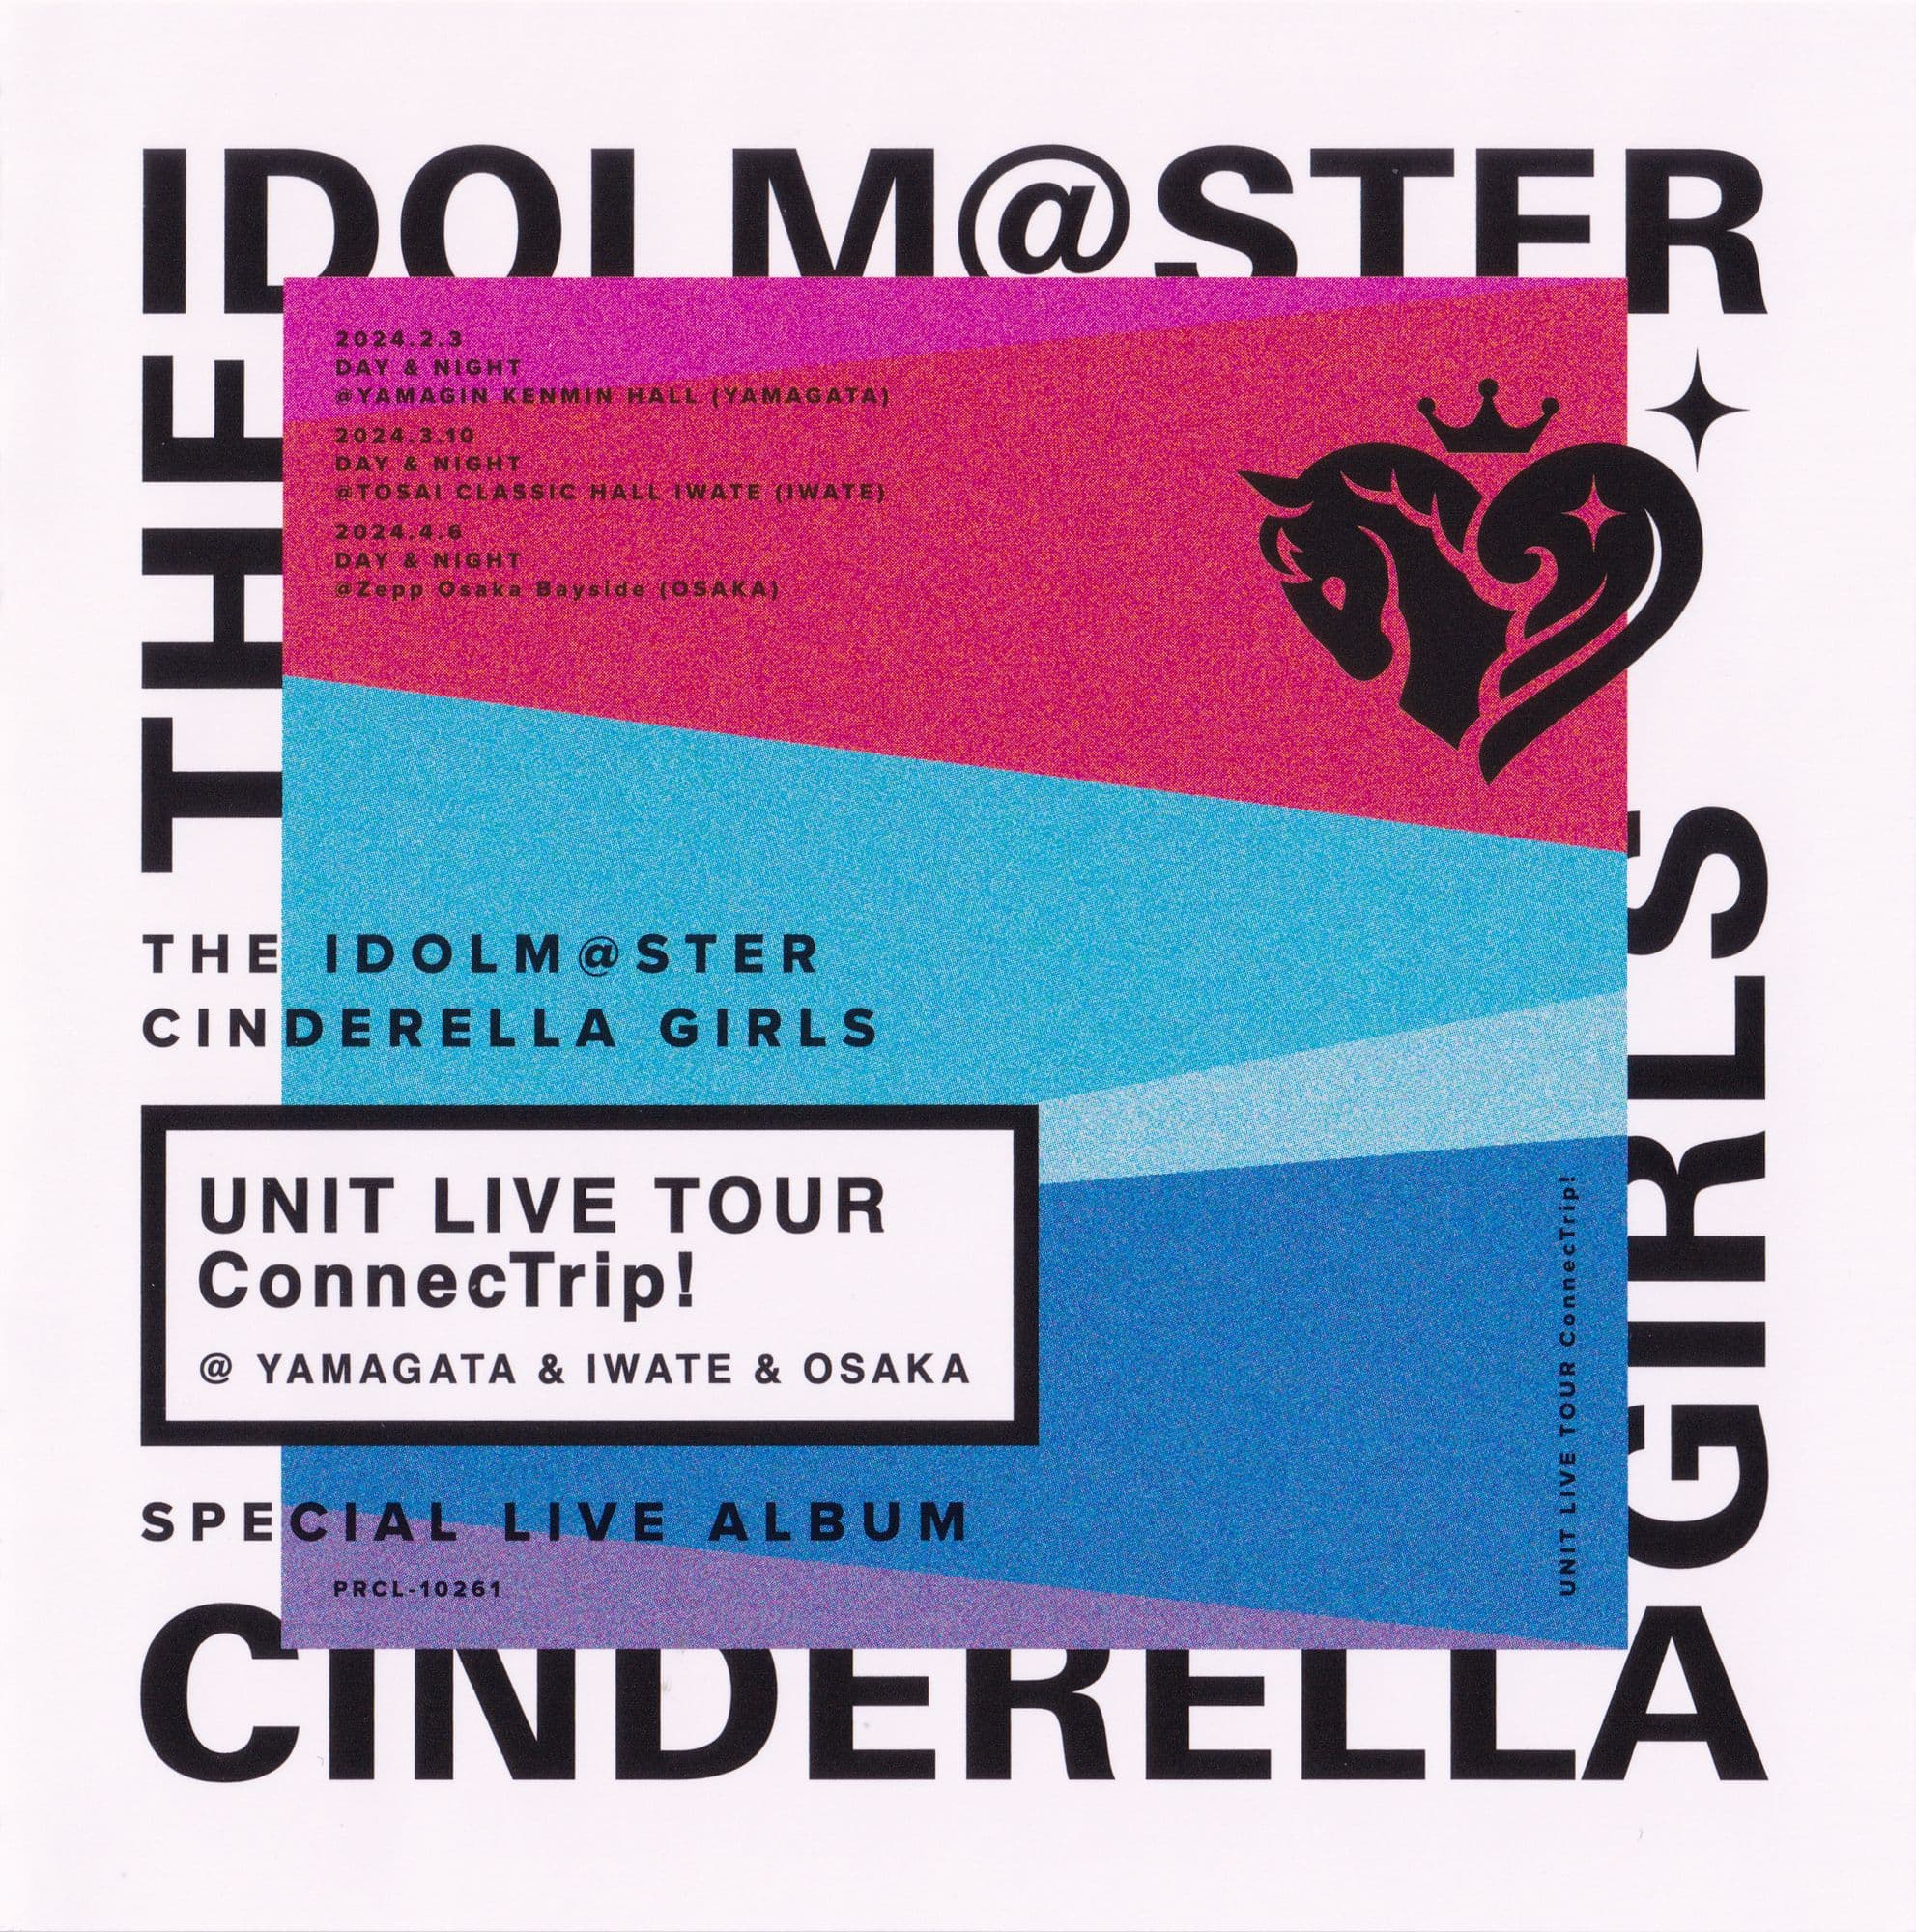 THE
IDOLM@STER
2024.2.3
DAY & NIGHT
@YAMAGIN KENMIN HALL (YAMAGATA)
2024.3.10
DAY & NIGHT
@TOSAI CLASSIC HALL IWATE (IWATE)
2024.4.6
DAY & NIGHT
@Zepp Osaka Bayside (OSAKA)
THE IDOLM@STER
CINDERELLA GIRLS
UNIT LIVE TOUR
ConnecTrip!
@ YAMAGATA & IWATE & OSAKA
SPECIAL LIVE ALBUM
PRCL-10261
UNIT LIVE TOUR ConnecTrip!
CINDERELLA
GIRLS